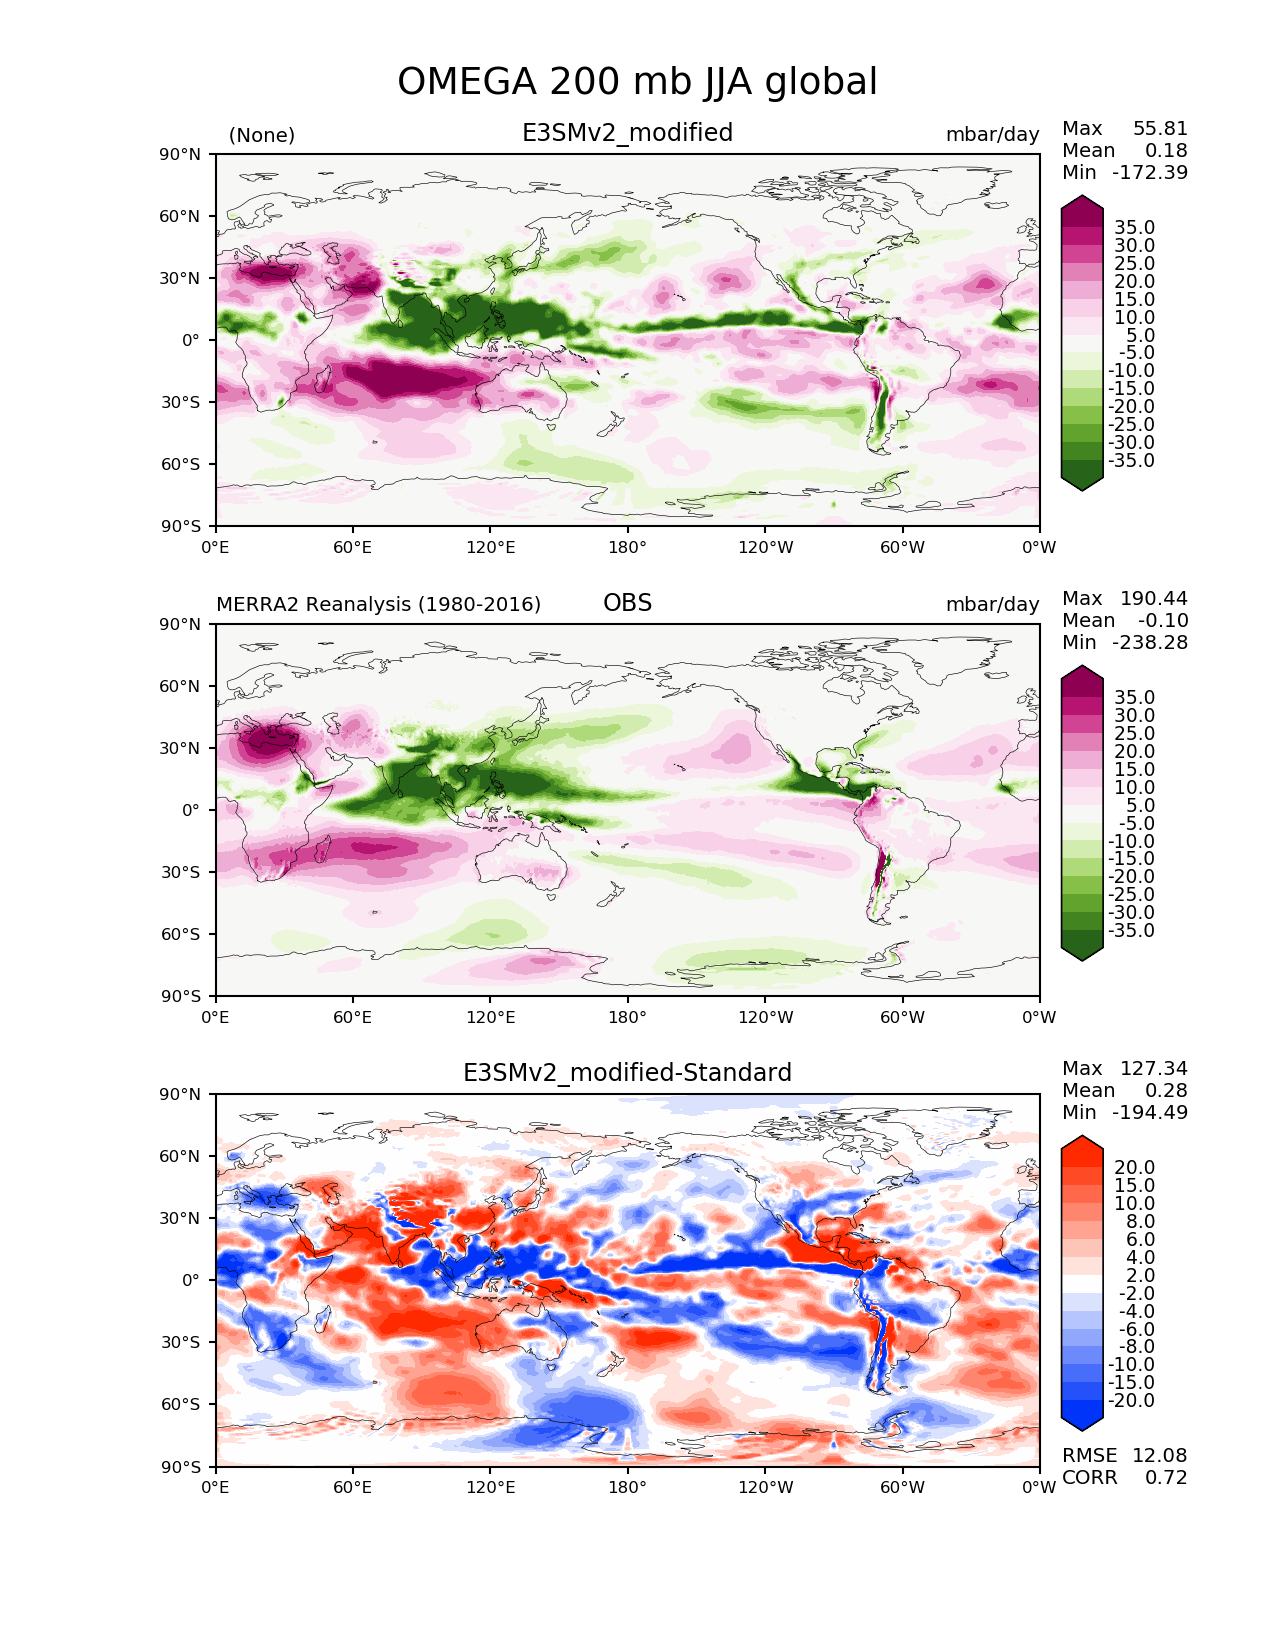 OMEGA 200 mb JJA global
(None) E3SMv2_modified mbar/day
Max 55.81
Mean 0.18
Min -172.39
90°N
60°N
30°N
0°
30°S
60°S
90°S
0°E 60°E 120°E 180° 120°W 60°W 0°W
35.0
30.0
25.0
20.0
15.0
10.0
5.0
-5.0
-10.0
-15.0
-20.0
-25.0
-30.0
-35.0
MERRA2 Reanalysis (1980-2016) OBS mbar/day
Max 190.44
Mean -0.10
Min -238.28
90°N
60°N
30°N
0°
30°S
60°S
90°S
0°E 60°E 120°E 180° 120°W 60°W 0°W
35.0
30.0
25.0
20.0
15.0
10.0
5.0
-5.0
-10.0
-15.0
-20.0
-25.0
-30.0
-35.0
E3SMv2_modified-Standard
Max 127.34
Mean 0.28
Min -194.49
90°N
60°N
30°N
0°
30°S
60°S
90°S
0°E 60°E 120°E 180° 120°W 60°W 0°W
20.0
15.0
10.0
8.0
6.0
4.0
2.0
-2.0
-4.0
-6.0
-8.0
-10.0
-15.0
-20.0
RMSE 12.08
CORR 0.72